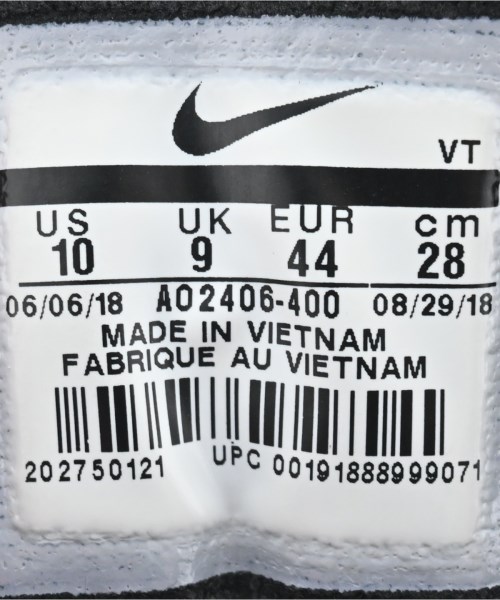 VT
US UK EUR cm
10 9 44 28
06/06/18 AO2406-400 08/29/18
MADE IN VIETNAM
FABRIQUE AU VIETNAM
202750121 UPC 00191888999071